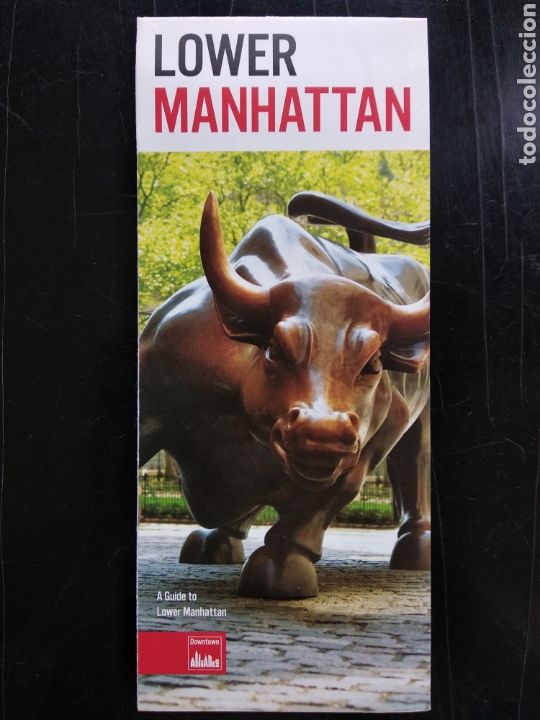 LOWER
MANHATTAN
todocoleccion
A Guide to
Lower Manhattan
Downtown
ALLIANCE